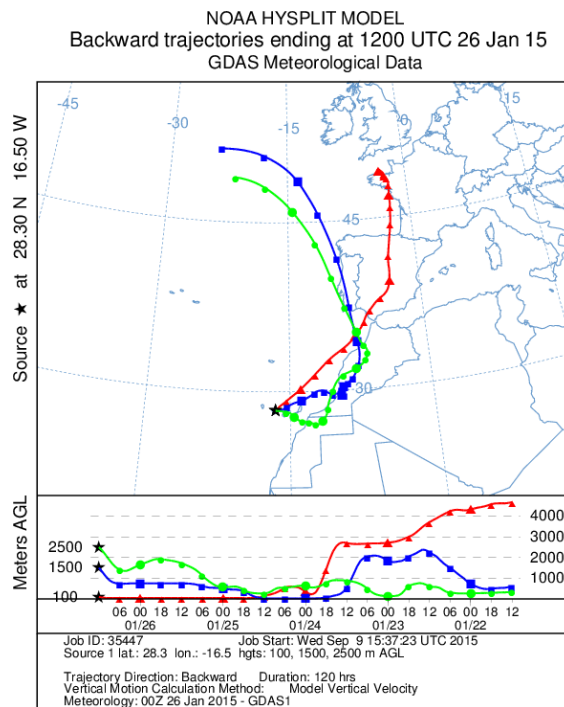 NOAA HYSPLIT MODEL
Backward trajectories ending at 1200 UTC 26 Jan 15
GDAS Meteorological Data
Source ★ at 28.30 N 16.50 W
-45
-30
-15
0
15
45
-30
Meters AGL
2500
1500
100
4000
3000
2000
1000
06 00 18 12 06 00 18 12 06 00 18 12 06 00 18 12 06 00 18 12
01/26 01/25 01/24 01/23 01/22
Job ID: 35447 Job Start: Wed Sep 9 15:37:23 UTC 2015
Source 1 lat.: 28.3 lon.: -16.5 hgts: 100, 1500, 2500 m AGL
Trajectory Direction: Backward Duration: 120 hrs
Vertical Motion Calculation Method: Model Vertical Velocity
Meteorology: 00Z 26 Jan 2015 - GDAS1